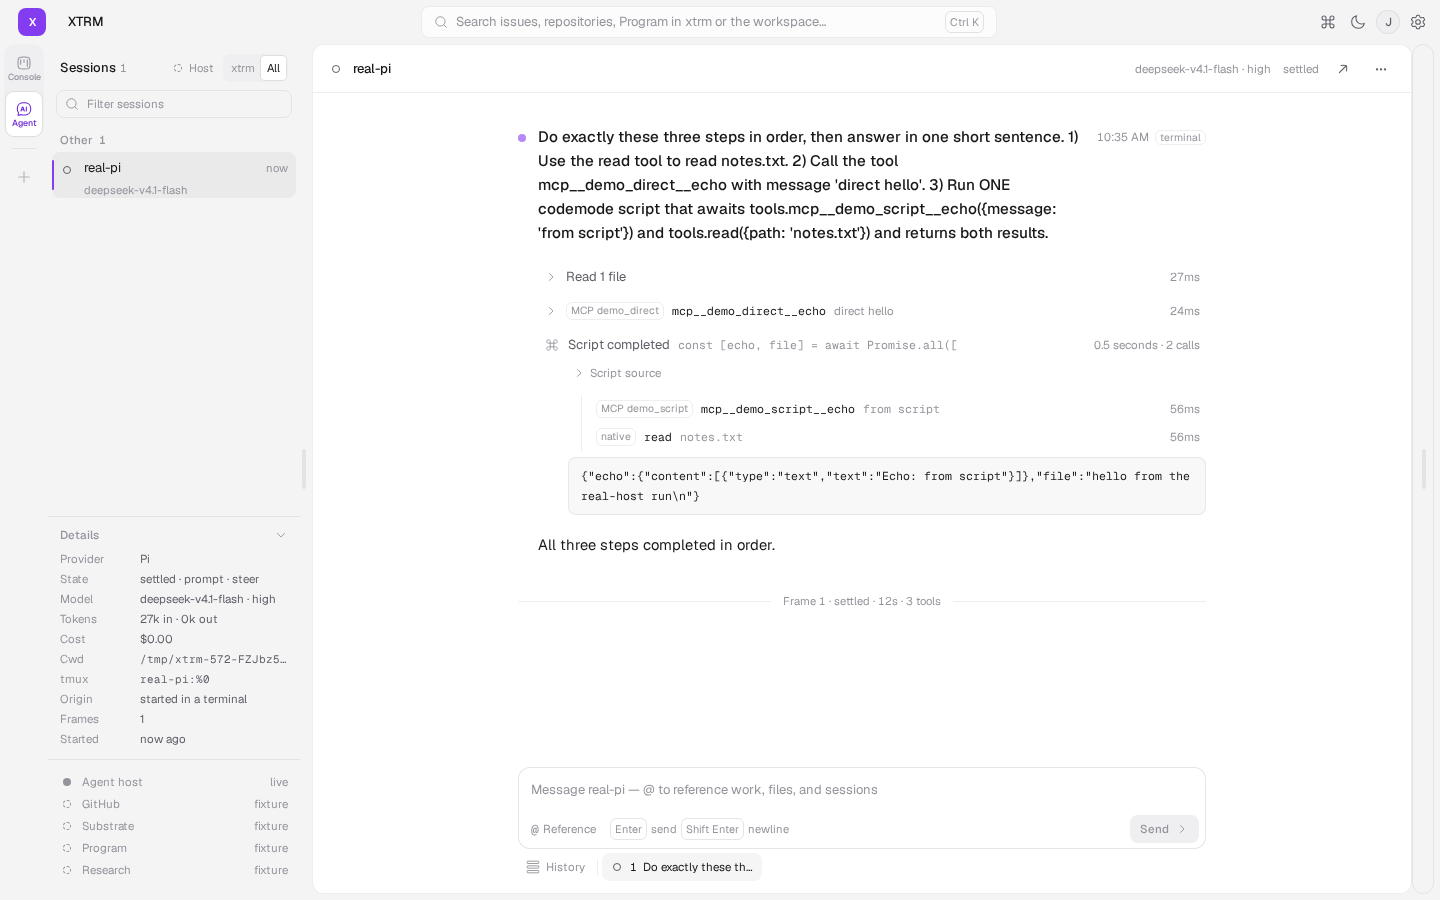 X XTRM
Search issues, repositories, Program in xtrm or the workspace... Ctrl K
J
Console
AI
Agent
Sessions 1 Host xtrm All
Filter sessions
Other 1
real-pi now
deepseek-v4.1-flash
Details
Provider Pi
State settled · prompt · steer
Model deepseek-v4.1-flash · high
Tokens 27k in · 0k out
Cost $0.00
Cwd /tmp/xtrm-572-FZJbz5…
tmux real-pi:%0
Origin started in a terminal
Frames 1
Started now ago
Agent host live
GitHub fixture
Substrate fixture
Program fixture
Research fixture
real-pi deepseek-v4.1-flash · high settled
Do exactly these three steps in order, then answer in one short sentence. 1) 10:35 AM terminal
Use the read tool to read notes.txt. 2) Call the tool
mcp__demo_direct__echo with message 'direct hello'. 3) Run ONE
codemode script that awaits tools.mcp__demo_script__echo({message:
'from script'}) and tools.read({path: 'notes.txt'}) and returns both results.
Read 1 file 27ms
MCP demo_direct mcp__demo_direct__echo direct hello 24ms
Script completed const [echo, file] = await Promise.all([ 0.5 seconds · 2 calls
Script source
MCP demo_script mcp__demo_script__echo from script 56ms
native read notes.txt 56ms
{"echo":{"content":[{"type":"text","text":"Echo: from script"}]},"file":"hello from the
real-host run\n"}
All three steps completed in order.
Frame 1 · settled · 12s · 3 tools
Message real-pi — @ to reference work, files, and sessions
@ Reference Enter send Shift Enter newline Send
History 1 Do exactly these th…